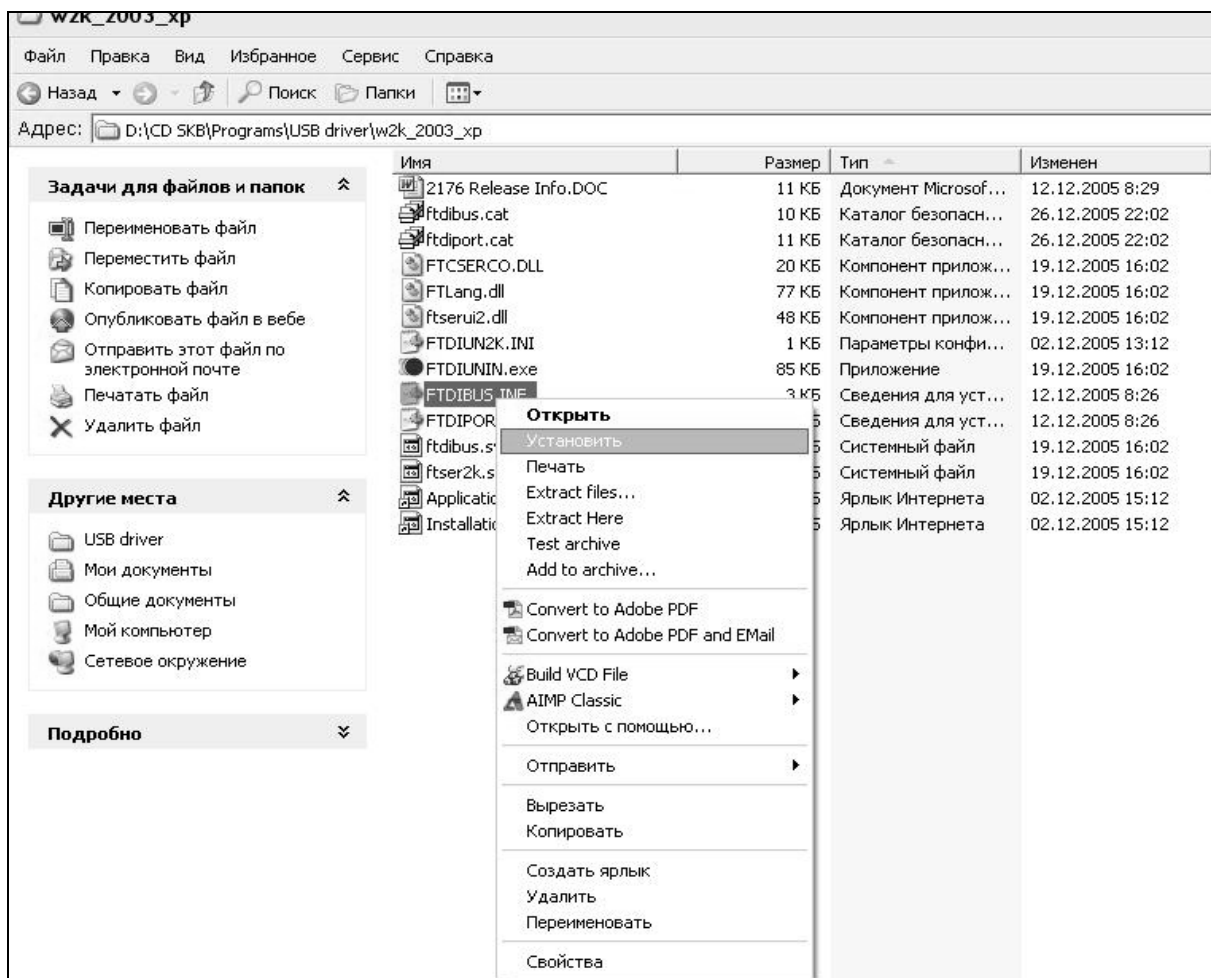 w2k_2003_xp
Файл Правка Вид Избранное Сервис Справка
Назад Поиск Папки
Адрес: D:\CD SKB\Programs\USB driver\w2k_2003_xp
Имя Размер Тип Изменен
Задачи для файлов и папок
Переименовать файл
Переместить файл
Копировать файл
Опубликовать файл в вебе
Отправить этот файл по
электронной почте
Печатать файл
Удалить файл
Другие места
USB driver
Мои документы
Общие документы
Мой компьютер
Сетевое окружение
Подробно
2176 Release Info.DOC 11 КБ Документ Microsof... 12.12.2005 8:29
ftdibus.cat 10 КБ Каталог безопасн... 26.12.2005 22:02
ftdiport.cat 11 КБ Каталог безопасн... 26.12.2005 22:02
FTCSERCO.DLL 20 КБ Компонент прилож... 19.12.2005 16:02
FTLang.dll 77 КБ Компонент прилож... 19.12.2005 16:02
ftserui2.dll 48 КБ Компонент прилож... 19.12.2005 16:02
FTDIUN2K.INI 1 КБ Параметры конфи... 02.12.2005 13:12
FTDIUNIN.exe 85 КБ Приложение 19.12.2005 16:02
FTDIBUS.INF 3 КБ Сведения для уст... 12.12.2005 8:26
FTDIPOR Б Сведения для уст... 12.12.2005 8:26
ftdibus.s Б Системный файл 19.12.2005 16:02
ftser2k.s Б Системный файл 19.12.2005 16:02
Applicatio Б Ярлык Интернета 02.12.2005 15:12
Installatio Б Ярлык Интернета 02.12.2005 15:12
Открыть
Установить
Печать
Extract files...
Extract Here
Test archive
Add to archive...
Convert to Adobe PDF
Convert to Adobe PDF and EMail
Build VCD File
AIMP Classic
Открыть с помощью...
Отправить
Вырезать
Копировать
Создать ярлык
Удалить
Переименовать
Свойства